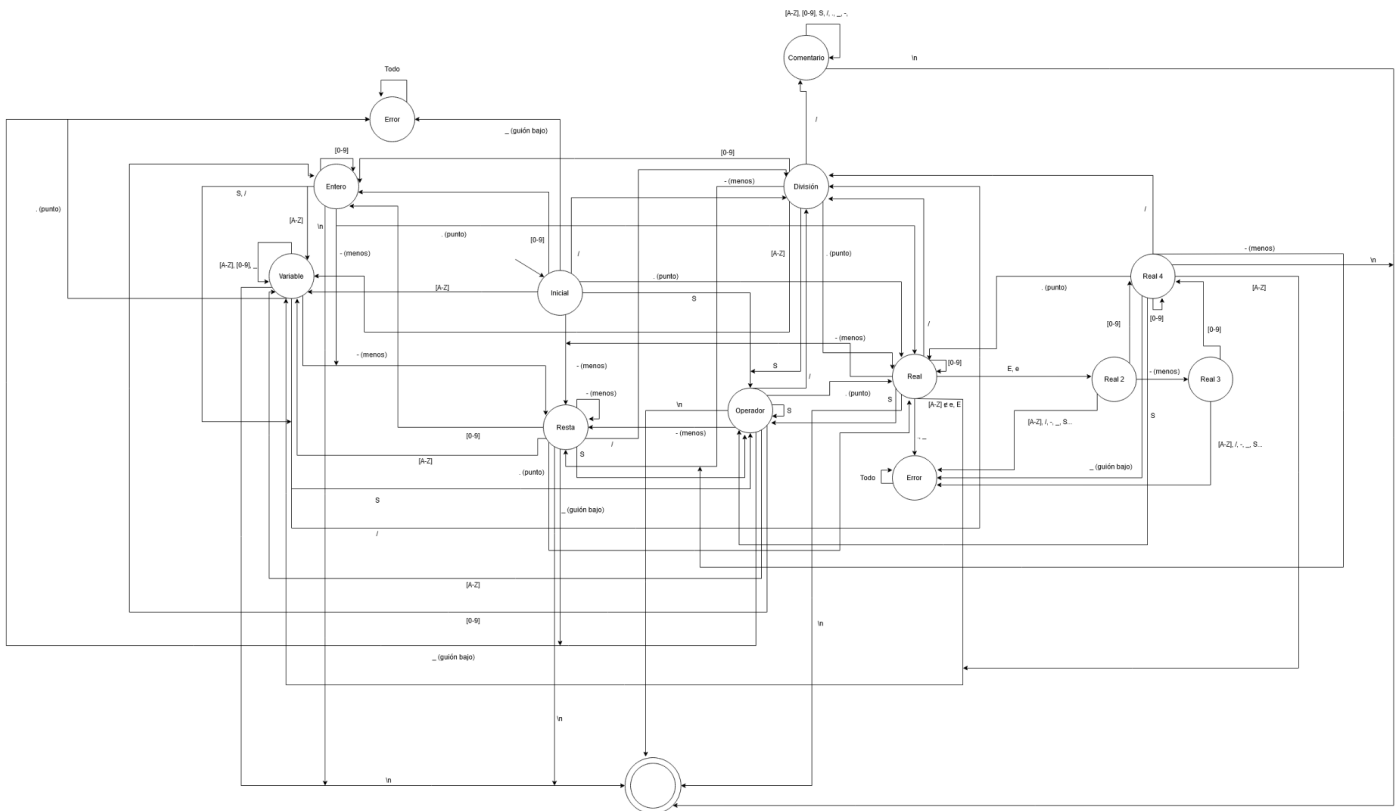 [A-Z], [0-9], S, /, ., _, -,
Comentario
\n
Todo
Error
_ (guión bajo)
/
[0-9]
[0-9]
Entero
División
- (menos)
S, /
/
. (punto)
[A-Z]
\n
. (punto)
[0-9]
- (menos)
[A-Z]
. (punto)
- (menos)
/
\n
[A-Z], [0-9], _
Variable
. (punto)
Real 4
Inicial
[A-Z]
. (punto)
[A-Z]
S
[0-9]
[0-9]
[0-9]
/
- (menos)
- (menos)
[0-9]
- (menos)
S
E, e
Real
Real 2
- (menos)
Real 3
/
- (menos)
. (punto)
S
[A-Z] ∉ e, E
\n
Operador
S
S
[A-Z], /, -, _, S...
Resta
- (menos)
[0-9]
/
[A-Z], /, -, _, S...
[A-Z]
S
. (punto)
_ (guión bajo)
Todo
Error
S
_ (guión bajo)
/
[A-Z]
[0-9]
\n
_ (guión bajo)
\n
\n